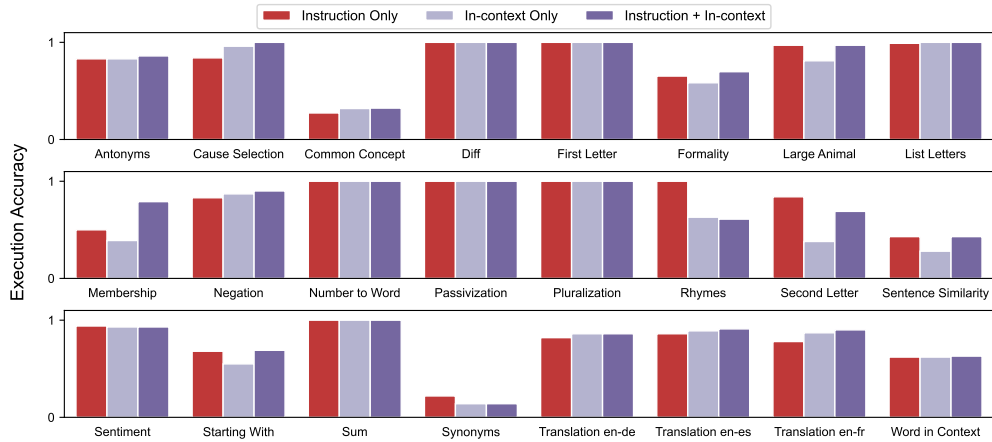 Instruction Only In-context Only Instruction + In-context
Execution Accuracy
1
0
Antonyms Cause Selection Common Concept Diff First Letter Formality Large Animal List Letters
1
0
Membership Negation Number to Word Passivization Pluralization Rhymes Second Letter Sentence Similarity
1
0
Sentiment Starting With Sum Synonyms Translation en-de Translation en-es Translation en-fr Word in Context